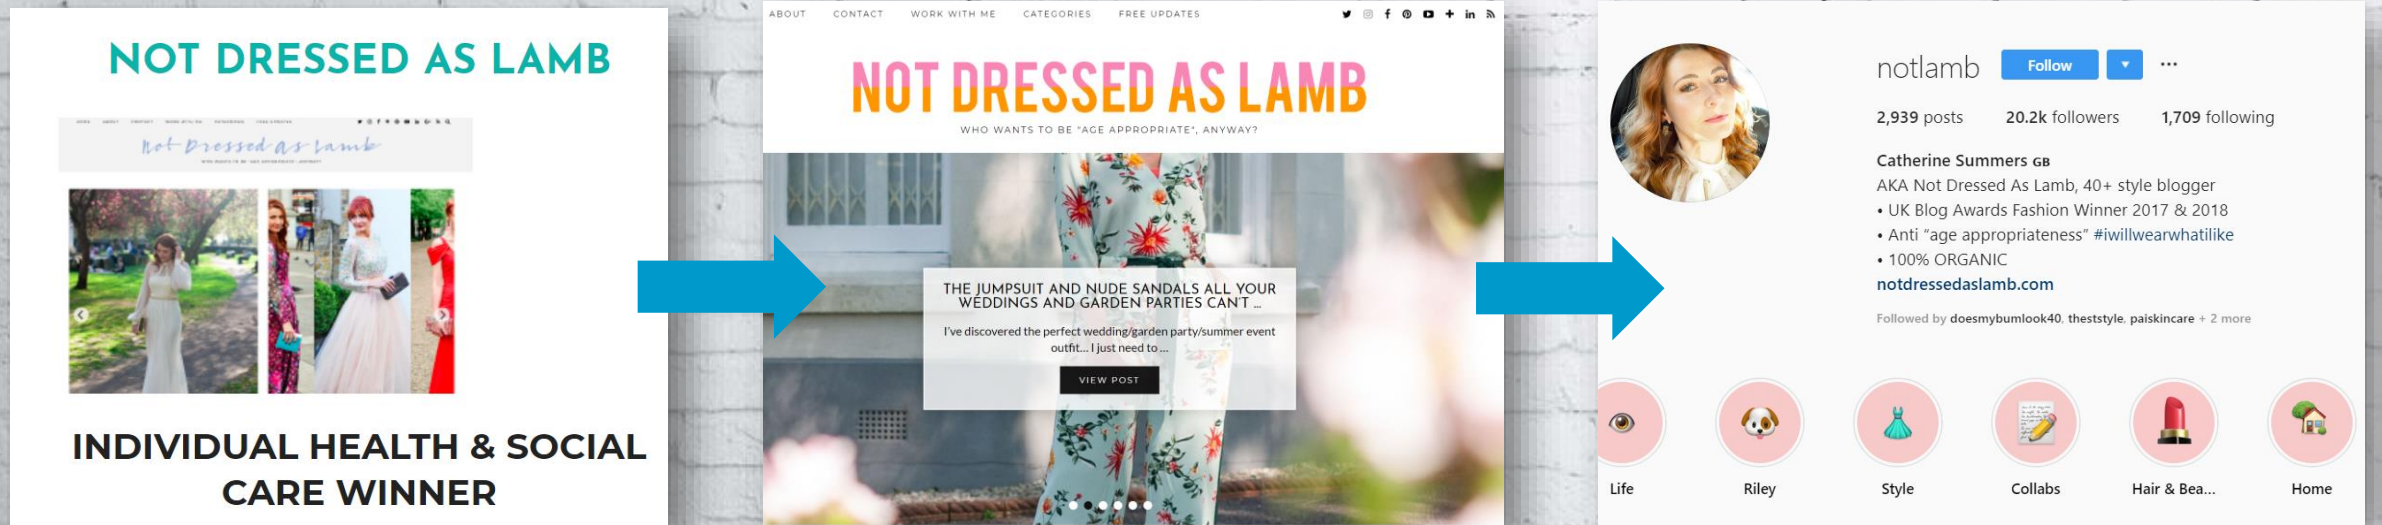 NOT DRESSED AS LAMB
Not Dressed as Lamb
INDIVIDUAL HEALTH & SOCIAL
CARE WINNER
ABOUT CONTACT WORK WITH ME CATEGORIES FREE UPDATES
NOT DRESSED AS LAMB
WHO WANTS TO BE "AGE APPROPRIATE", ANYWAY?
THE JUMPSUIT AND NUDE SANDALS ALL YOUR
WEDDINGS AND GARDEN PARTIES CAN'T ...
I've discovered the perfect wedding/garden party/summer event
outfit... I just need to ...
VIEW POST
notlamb Follow
2,939 posts 20.2k followers 1,709 following
Catherine Summers GB
AKA Not Dressed As Lamb, 40+ style blogger
• UK Blog Awards Fashion Winner 2017 & 2018
• Anti “age appropriateness” #iwillwearwhatilike
• 100% ORGANIC
notdressedaslamb.com
Followed by doesmybumlook40, theststyle, paiskincare + 2 more
Life Riley Style Collabs Hair & Bea... Home